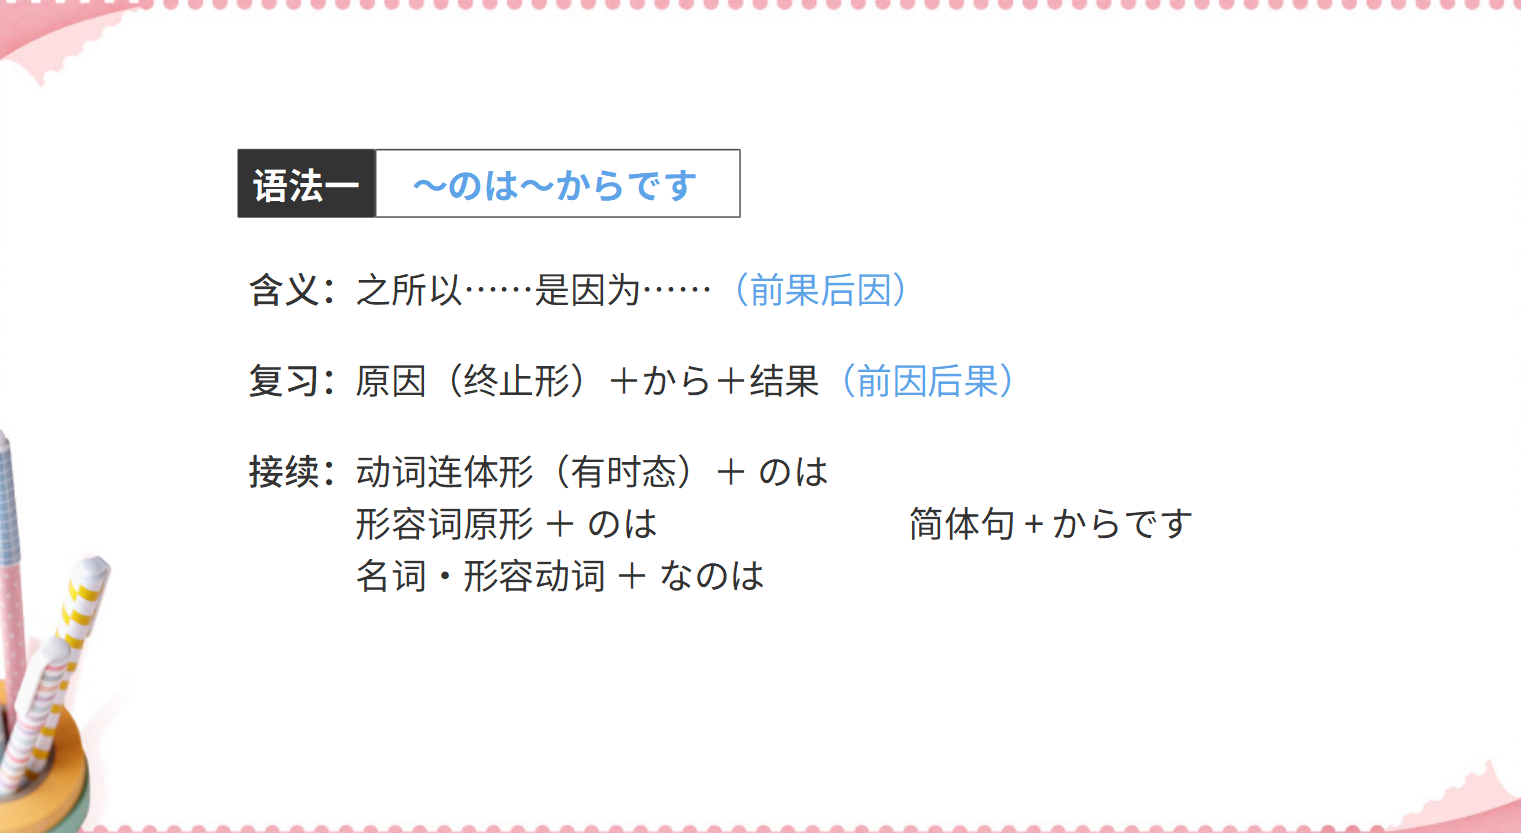 语法一 ～のは～からです
含义：之所以……是因为……（前果后因）
复习：原因（终止形）＋から＋结果（前因后果）
接续：动词连体形（有时态）＋ のは
形容词原形 ＋ のは 简体句 + からです
名词・形容动词 ＋ なのは